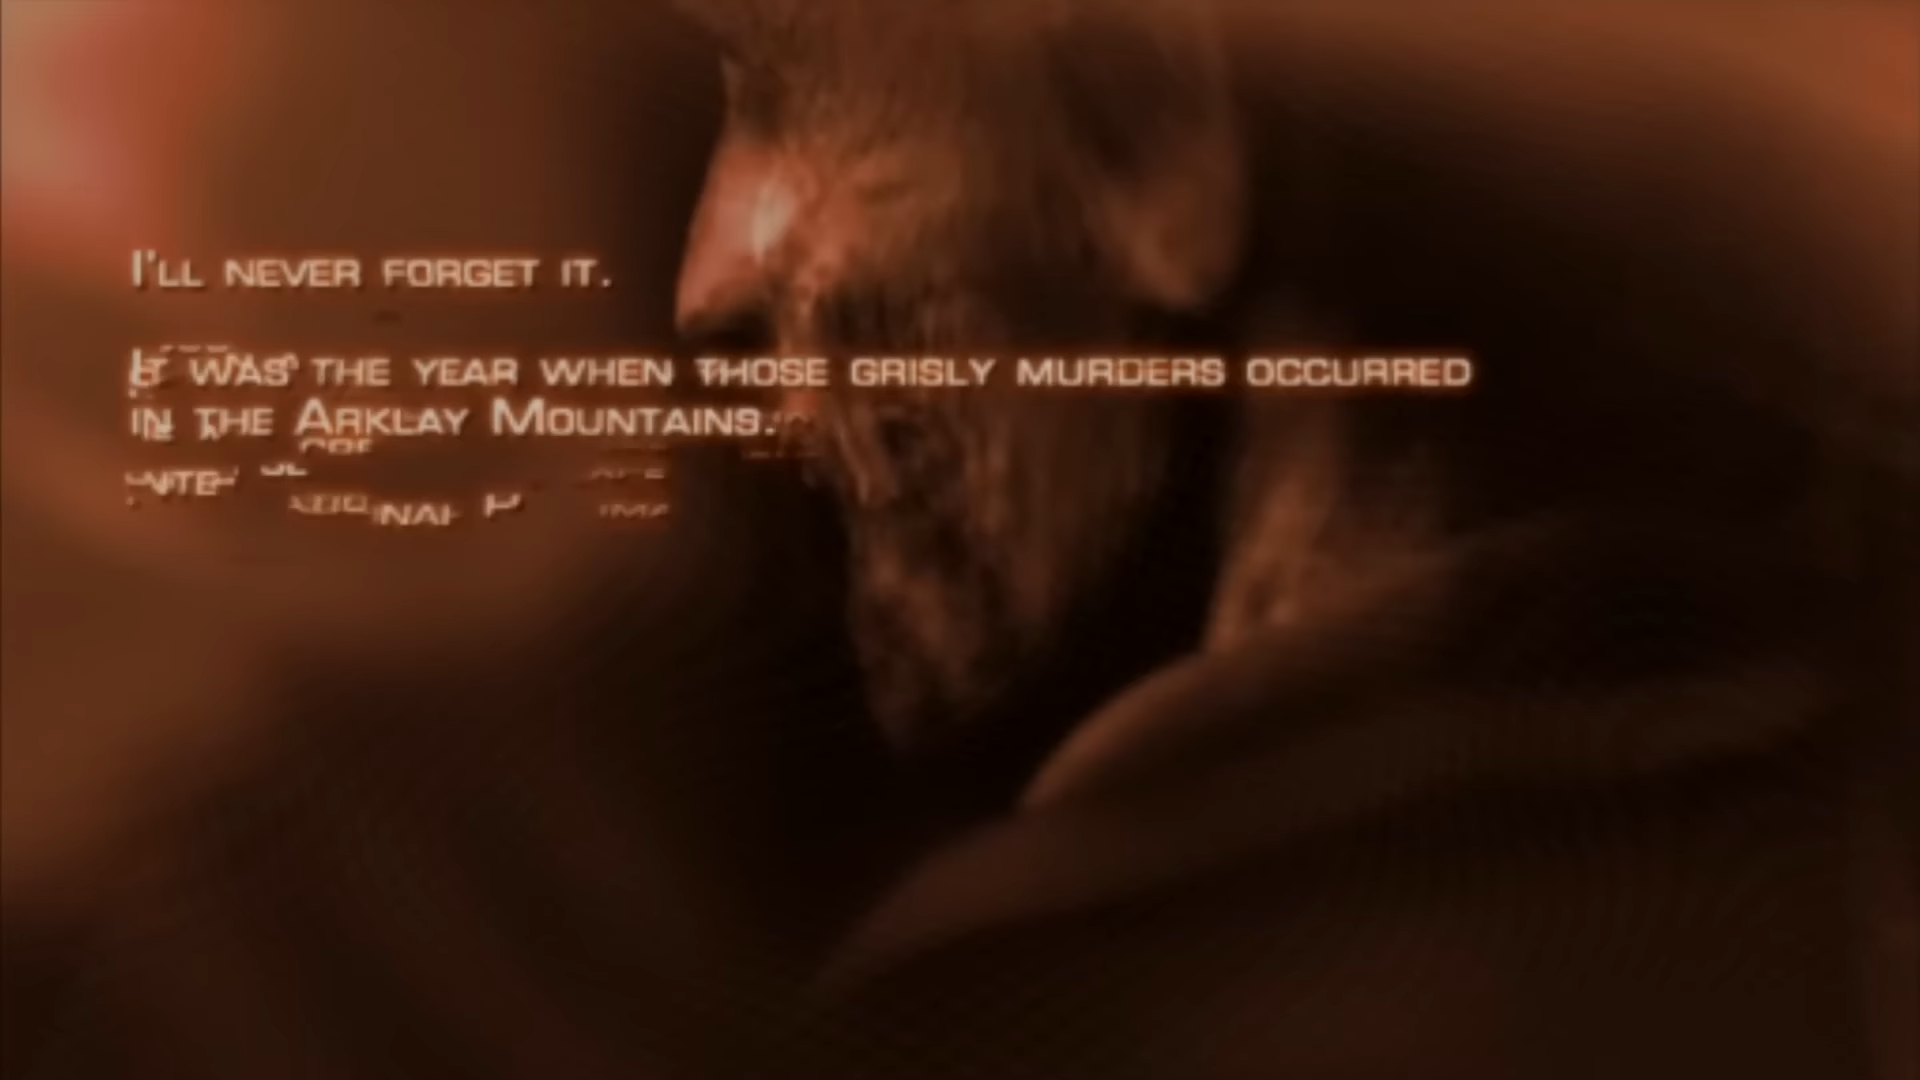 I'll never forget it.
It was the year when those grisly murders occurred
in the Arklay Mountains.